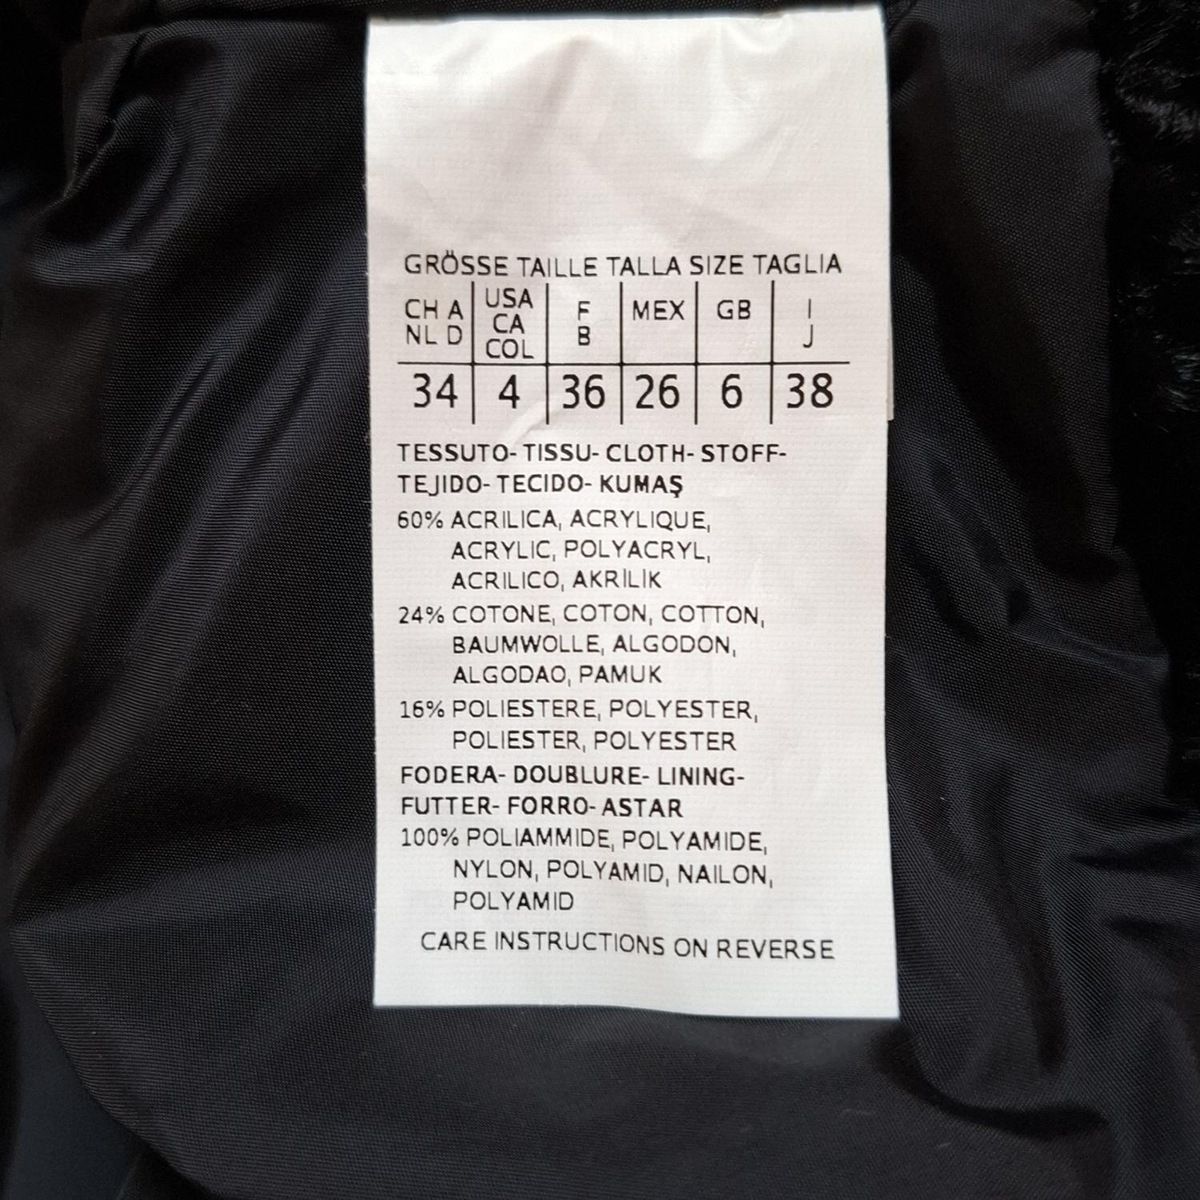 GRÖSSE TAILLE TALLA SIZE TAGLIA
CH A NL D | USA CA COL | F B | MEX | GB | I J
34 | 4 | 36 | 26 | 6 | 38
TESSUTO- TISSU- CLOTH- STOFF-
TEJIDO- TECIDO- KUMAŞ
60% ACRILICA, ACRYLIQUE,
ACRYLIC, POLYACRYL,
ACRILICO, AKRİLİK
24% COTONE, COTON, COTTON,
BAUMWOLLE, ALGODON,
ALGODAO, PAMUK
16% POLIESTERE, POLYESTER,
POLIESTER, POLYESTER
FODERA- DOUBLURE- LINING-
FUTTER- FORRO- ASTAR
100% POLIAMMIDE, POLYAMIDE,
NYLON, POLYAMID, NAILON,
POLYAMID
CARE INSTRUCTIONS ON REVERSE